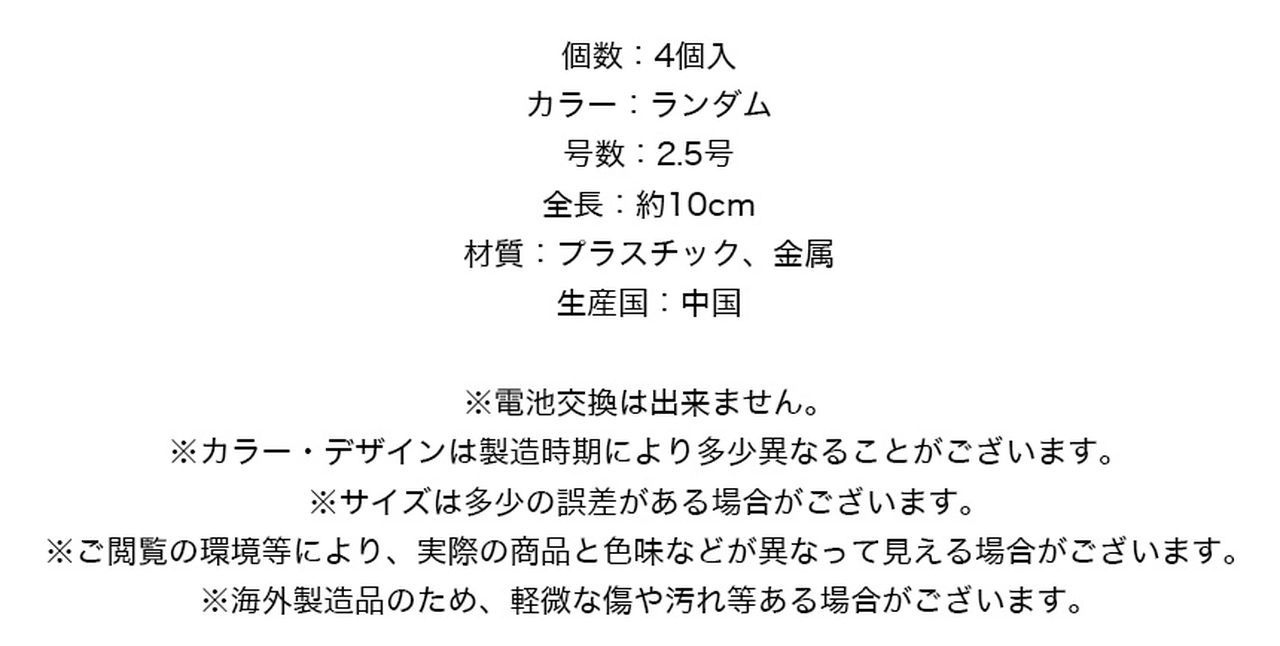 個数：4個入
カラー：ランダム
号数：2.5号
全長：約10cm
材質：プラスチック、金属
生産国：中国
※電池交換は出来ません。
※カラー・デザインは製造時期により多少異なることがございます。
※サイズは多少の誤差がある場合がございます。
※ご閲覧の環境等により、実際の商品と色味などが異なって見える場合がございます。
※海外製造品のため、軽微な傷や汚れ等ある場合がございます。